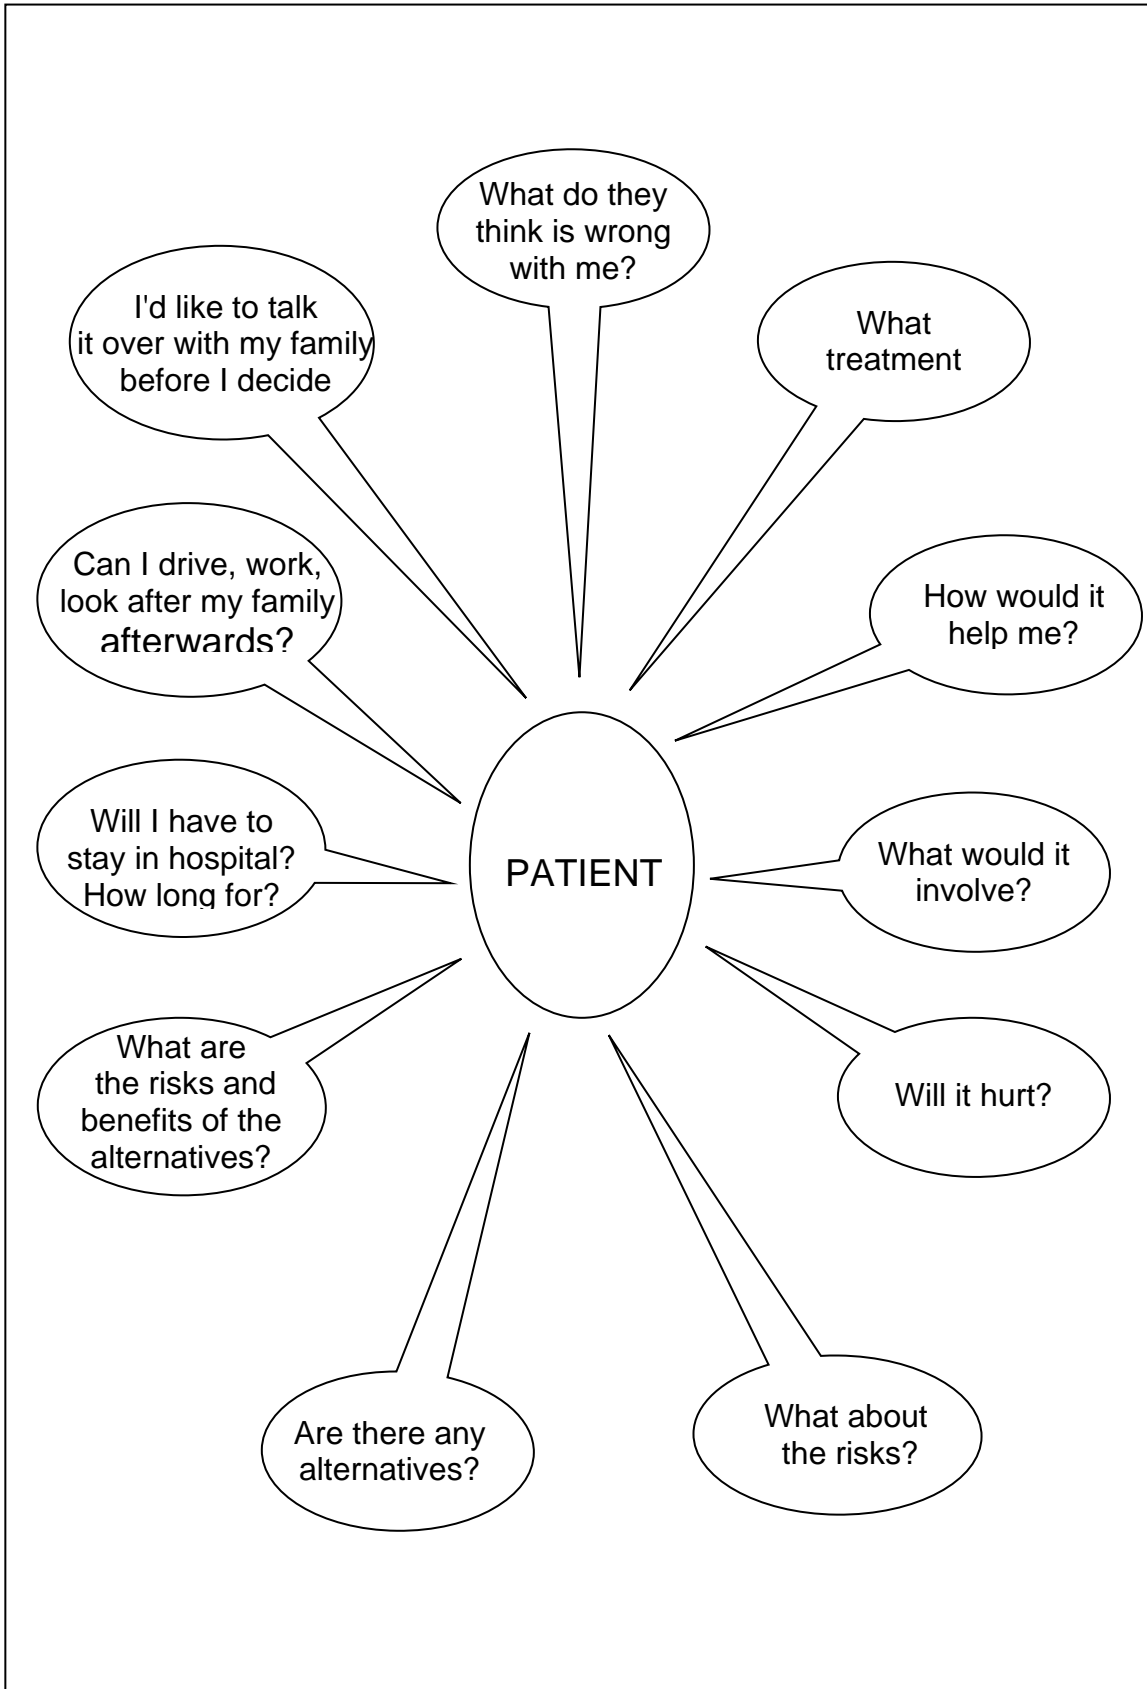 What do they
think is wrong
with me?
What
treatment
How would it
help me?
What would it
involve?
Will it hurt?
What about
the risks?
Are there any
alternatives?
What are
the risks and
benefits of the
alternatives?
Will I have to
stay in hospital?
How long for?
Can I drive, work,
look after my family
afterwards?
I'd like to talk
it over with my family
before I decide
PATIENT